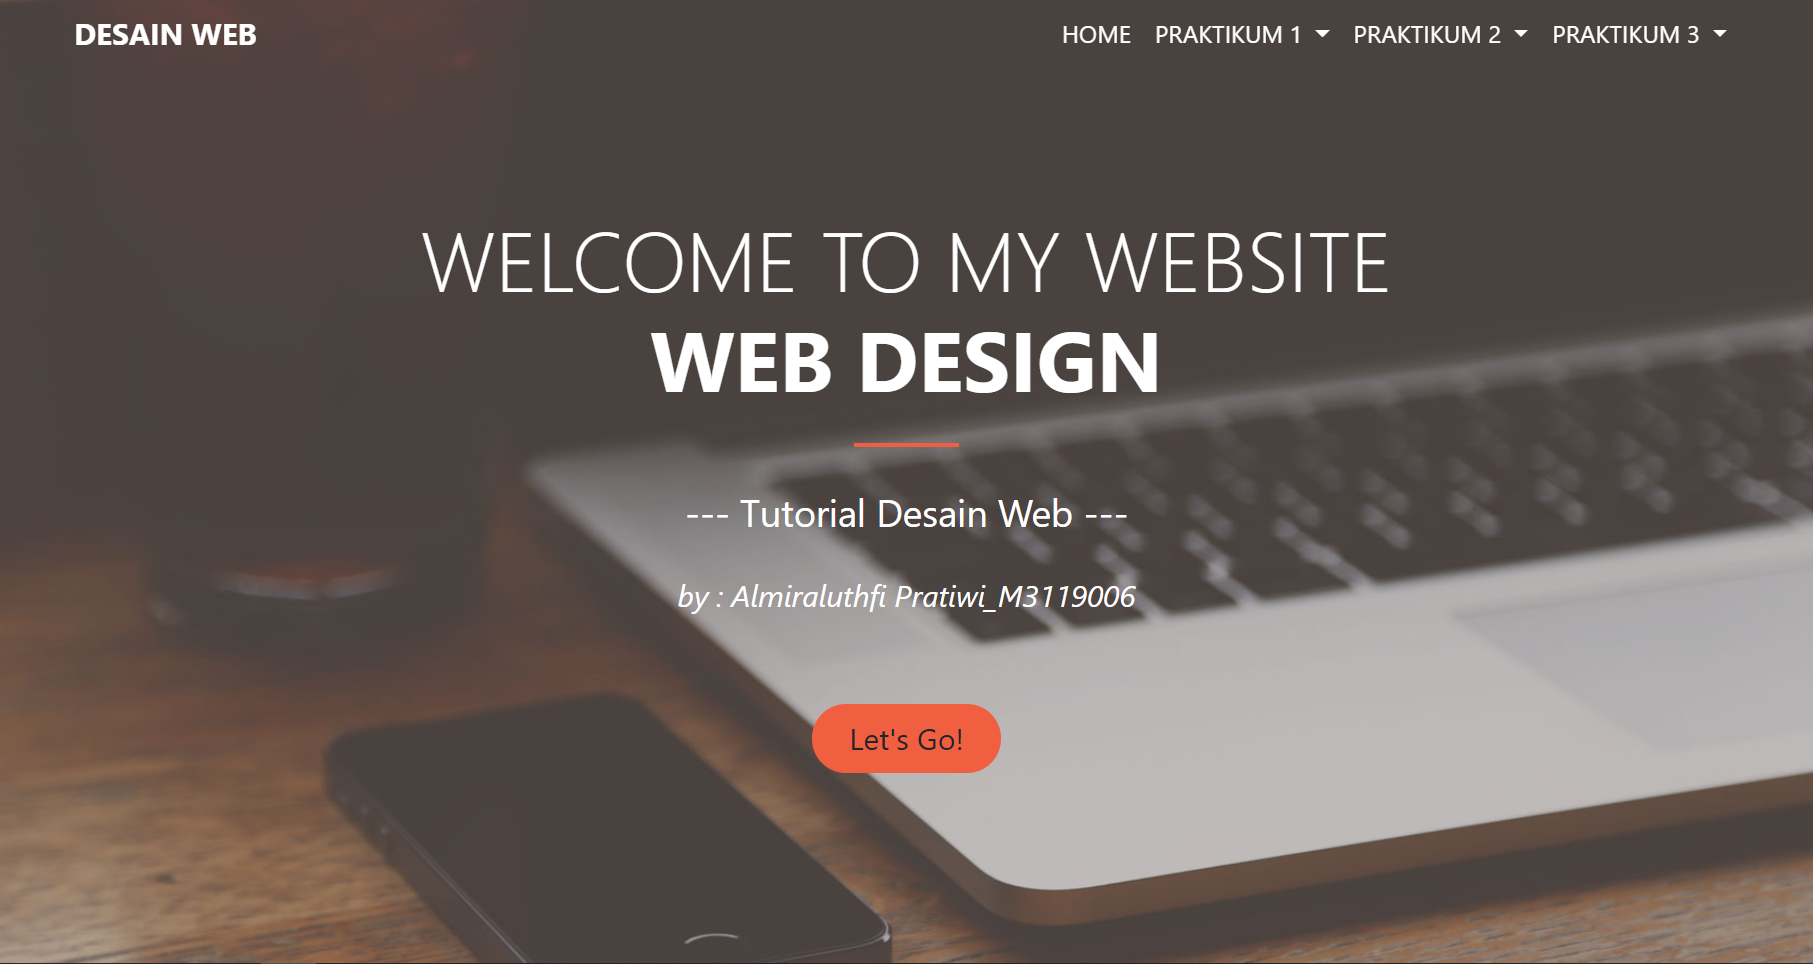 DESAIN WEB
HOME PRAKTIKUM 1 PRAKTIKUM 2 PRAKTIKUM 3
WELCOME TO MY WEBSITE
WEB DESIGN
--- Tutorial Desain Web ---
by : Almiraluthfi Pratiwi_M3119006
Let's Go!